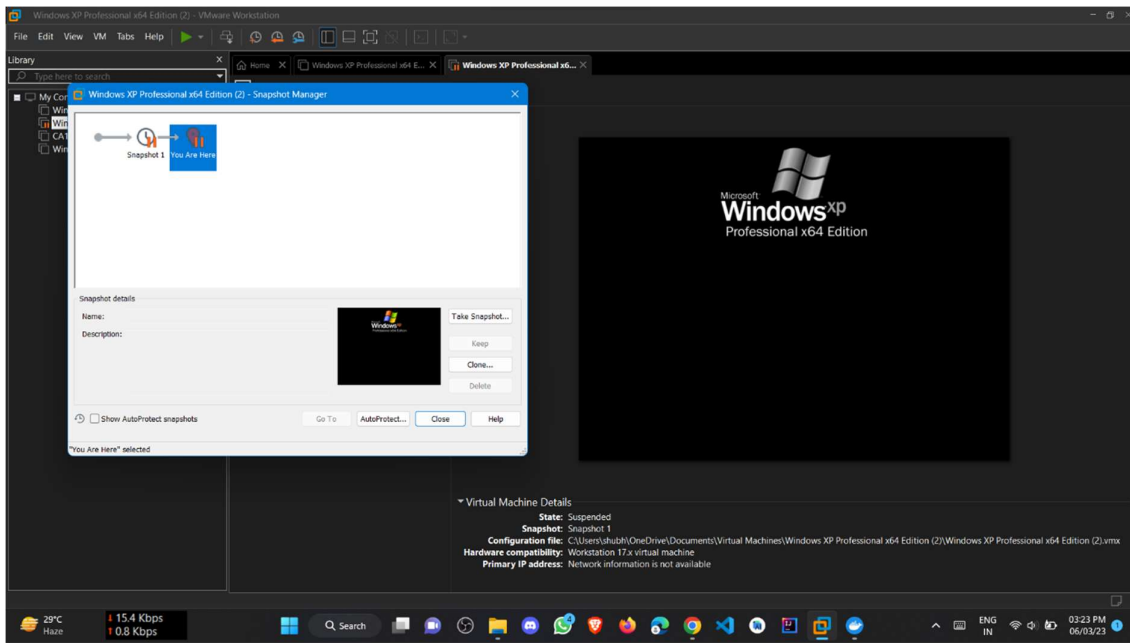 Windows XP Professional x64 Edition (2) - VMware Workstation
File Edit View VM Tabs Help
Library
Home
Windows XP Professional x64 E...
Windows XP Professional x6...
Type here to search
My Cor
Win
Win
CAT
Win
Windows XP Professional x64 Edition (2) - Snapshot Manager
Snapshot 1
You Are Here
Snapshot details
Name:
Description:
Take Snapshot...
Keep
Clone...
Delete
Show AutoProtect snapshots
Go To
AutoProtect...
Close
Help
"You Are Here" selected
Microsoft
Windows xp
Professional x64 Edition
Virtual Machine Details
State: Suspended
Snapshot: Snapshot 1
Configuration file: C:\Users\shubh\OneDrive\Documents\Virtual Machines\Windows XP Professional x64 Edition (2)\Windows XP Professional x64 Edition (2).vmx
Hardware compatibility: Workstation 17.x virtual machine
Primary IP address: Network information is not available
29°C
Haze
15.4 Kbps
0.8 Kbps
Search
ENG
IN
03:23 PM
06/03/23
1